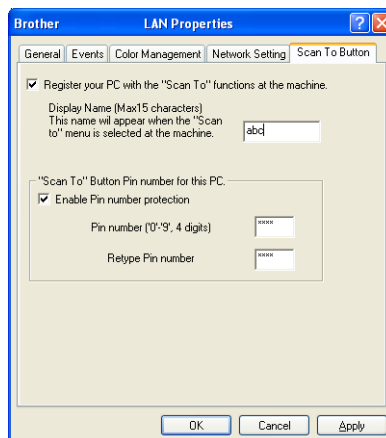 Brother LAN Properties
General Events Color Management Network Setting Scan To Button
Register your PC with the "Scan To" functions at the machine.
Display Name (Max15 characters)
This name wil appear when the "Scan
to" menu is selected at the machine.
abc
"Scan To" Button Pin number for this PC.
Enable Pin number protection
Pin number ('0'-'9', 4 digits) ****
Retype Pin number ****
OK Cancel Apply